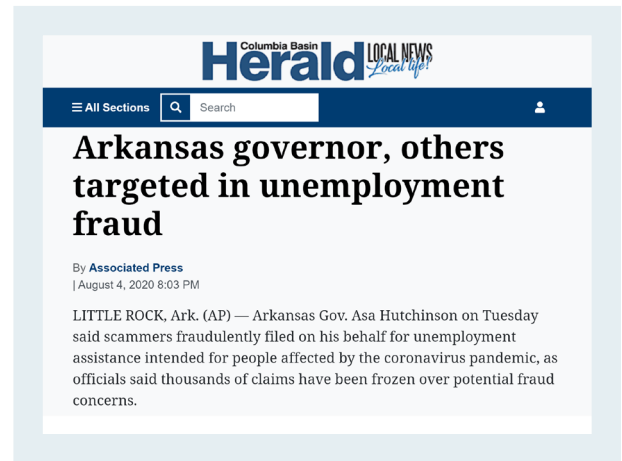 Columbia Basin
Herald
LOCAL NEWS
Local life!
All Sections
Search
Arkansas governor, others
targeted in unemployment
fraud
By Associated Press
| August 4, 2020 8:03 PM
LITTLE ROCK, Ark. (AP) — Arkansas Gov. Asa Hutchinson on Tuesday
said scammers fraudulently filed on his behalf for unemployment
assistance intended for people affected by the coronavirus pandemic, as
officials said thousands of claims have been frozen over potential fraud
concerns.